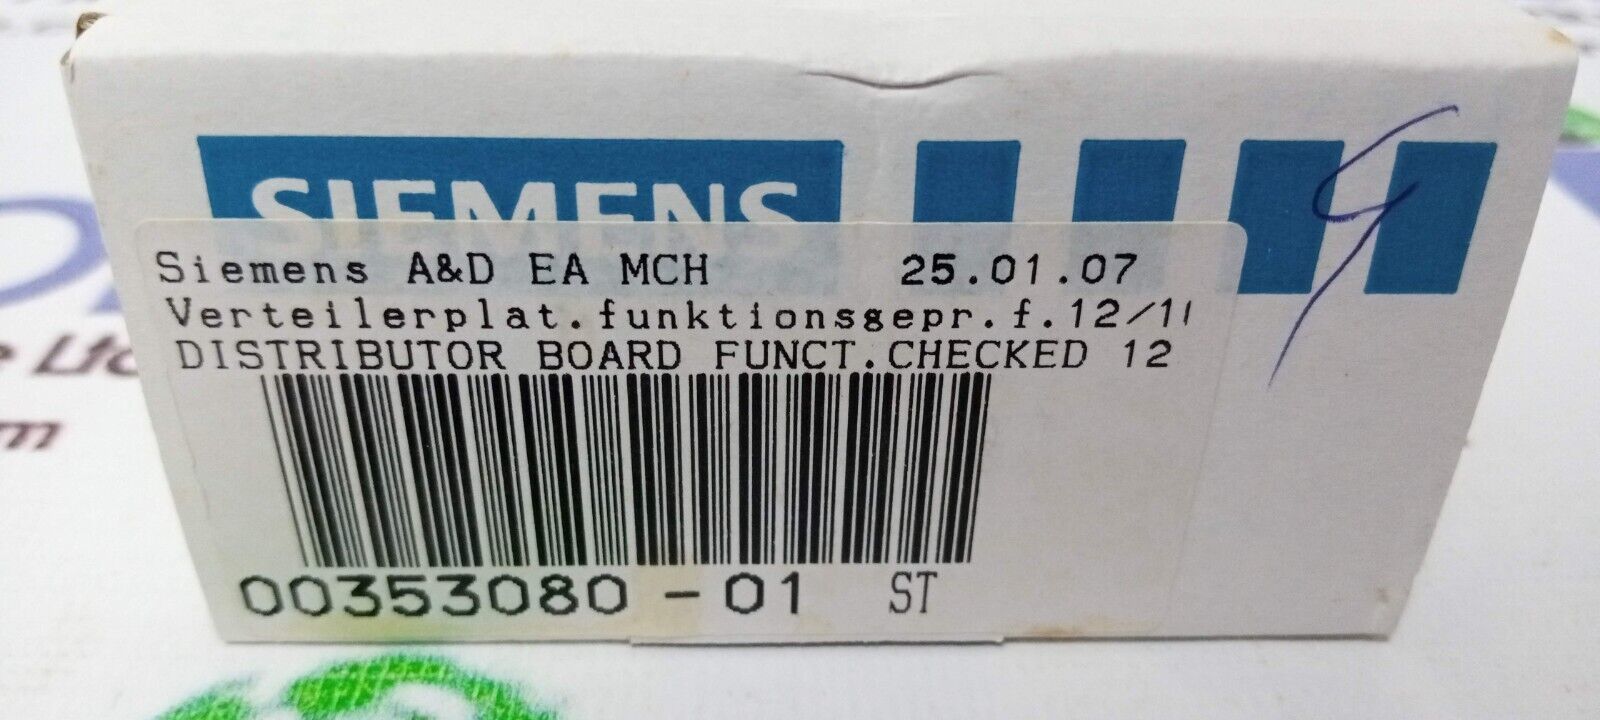 SIEMENS
Siemens A&D EA MCH 25.01.07
Verteilerplat.funktionsgepr.f.12/1
DISTRIBUTOR BOARD FUNCT.CHECKED 12
00353080-01 ST
e Ltd
m